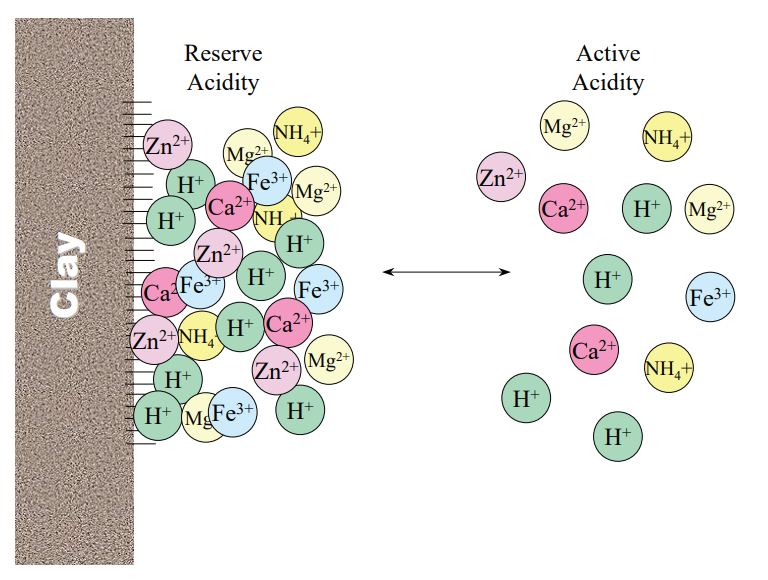 Reserve
Acidity
Active
Acidity
Clay
Zn²⁺
NH₄+
Mg²⁺
H⁺
Fe³⁺
Mg²⁺
Ca²⁺
H⁺
NH
H⁺
Zn²⁺
H⁺
Ca²
Fe³⁺
Fe³⁺
Zn²⁺
NH₄
H⁺
Ca²⁺
Mg²⁺
Zn²⁺
H⁺
H⁺
Mg
Fe³⁺
H⁺
Mg²⁺
NH₄+
Zn²⁺
Ca²⁺
H⁺
Mg²⁺
H⁺
Fe³⁺
Ca²⁺
NH₄+
H⁺
H⁺